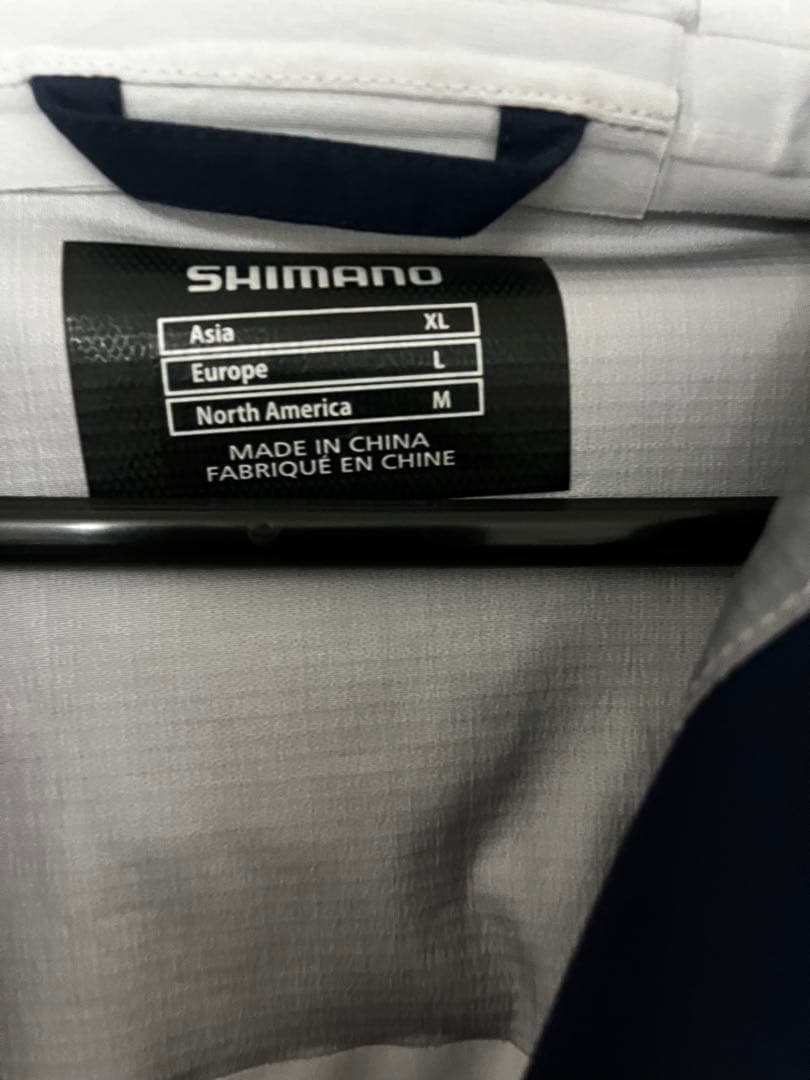 SHIMANO
Asia XL
Europe L
North America M
MADE IN CHINA
FABRIQUÉ EN CHINE